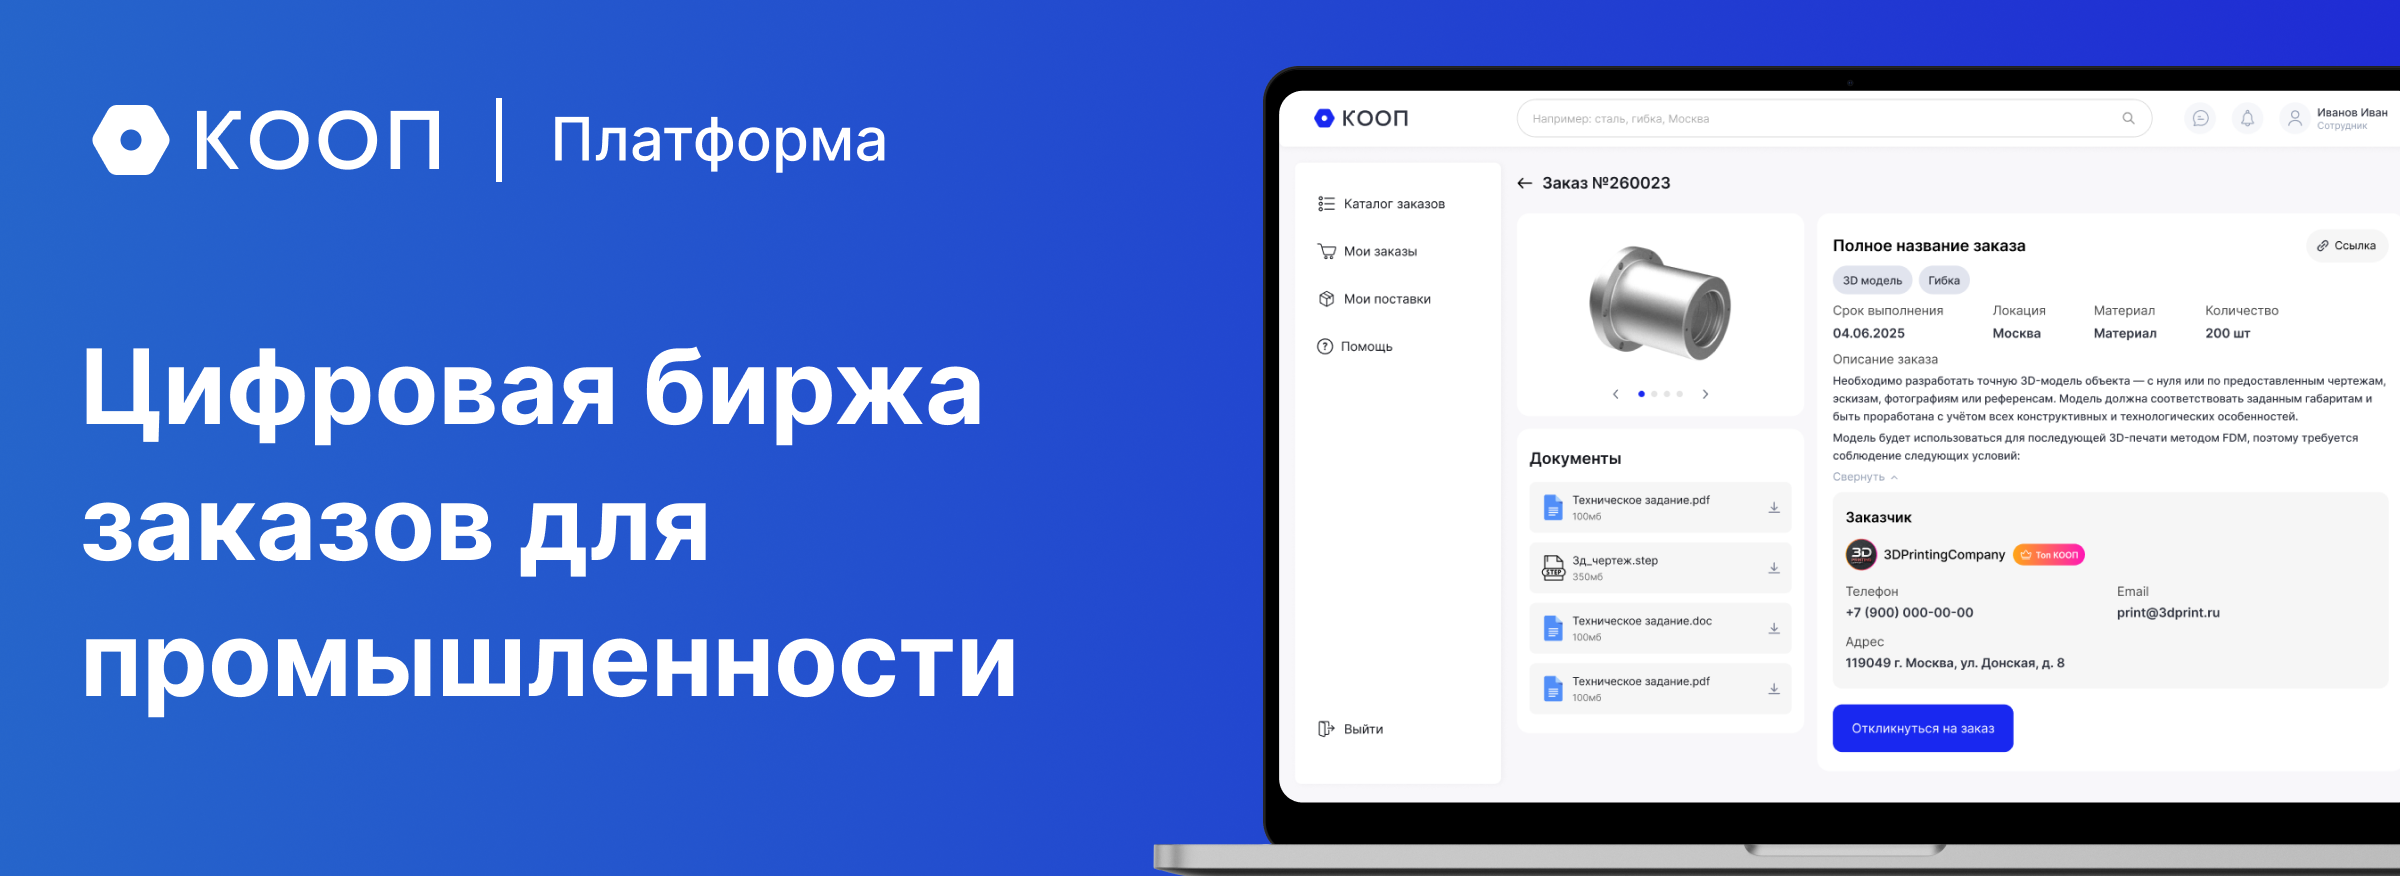 КООП | Платформа
Цифровая биржа
заказов для
промышленности
КООП
Например: сталь, гибка, Москва
Иванов Иван
Сотрудник
Каталог заказов
Мои заказы
Мои поставки
Помощь
Выйти
← Заказ №260023
Документы
Техническое задание.pdf
100мб
STEP
3д_чертеж.step
350мб
Техническое задание.doc
100мб
Техническое задание.pdf
100мб
Полное название заказа
Ссылка
3D модель Гибка
Срок выполнения Локация Материал Количество
04.06.2025 Москва Материал 200 шт
Описание заказа
Необходимо разработать точную 3D-модель объекта — с нуля или по предоставленным чертежам,
эскизам, фотографиям или референсам. Модель должна соответствовать заданным габаритам и
быть проработана с учётом всех конструктивных и технологических особенностей.
Модель будет использоваться для последующей 3D-печати методом FDM, поэтому требуется
соблюдение следующих условий:
Свернуть
Заказчик
3D
3DPrintingCompany Топ КООП
Телефон Email
+7 (900) 000-00-00 print@3dprint.ru
Адрес
119049 г. Москва, ул. Донская, д. 8
Откликнуться на заказ